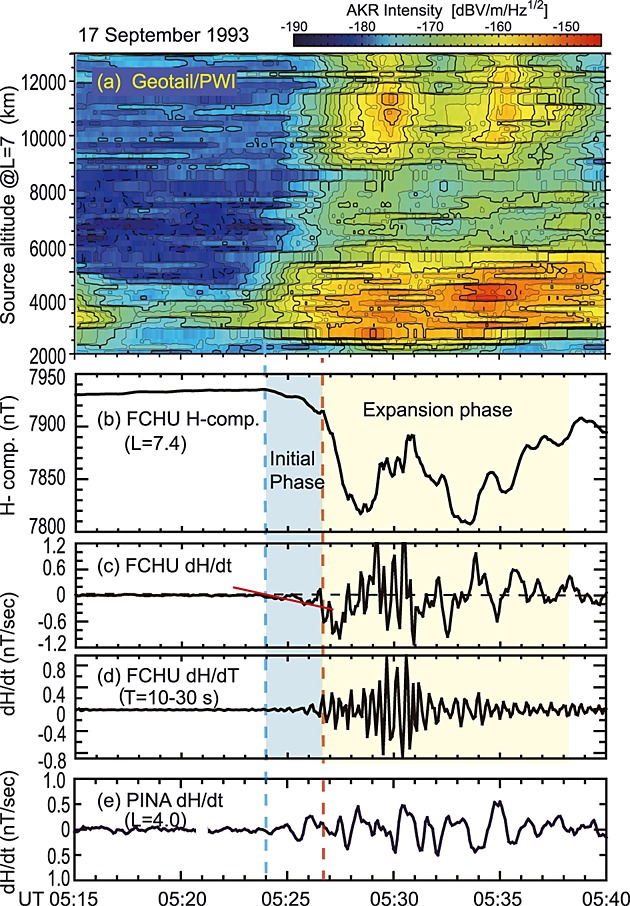 17 September 1993
AKR Intensity [dBV/m/Hz1/2]
-190 -180 -170 -160 -150
(a) Geotail/PWI
Source altitude @L=7 (km)
12000
10000
8000
6000
4000
2000
(b) FCHU H-comp.
(L=7.4)
Initial
Phase
Expansion phase
H- comp. (nT)
7950
7900
7850
7800
(c) FCHU dH/dt
1.2
0.6
0
-0.6
-1.2
dH/dt (nT/sec)
(d) FCHU dH/dT
(T=10-30 s)
0.8
0.4
0
-0.4
-0.8
(e) PINA dH/dt
(L=4.0)
dH/dt (nT/sec)
1.0
0.5
0
0.5
1.0
UT 05:15 05:20 05:25 05:30 05:35 05:40